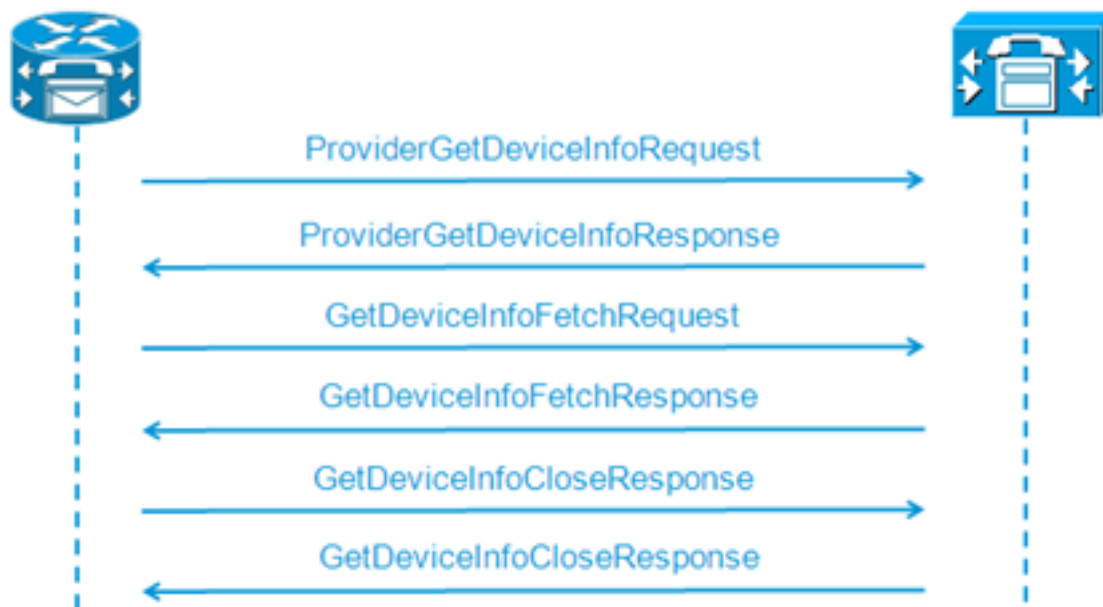 ProviderGetDeviceInfoRequest
ProviderGetDeviceInfoResponse
GetDeviceInfoFetchRequest
GetDeviceInfoFetchResponse
GetDeviceInfoCloseResponse
GetDeviceInfoCloseResponse